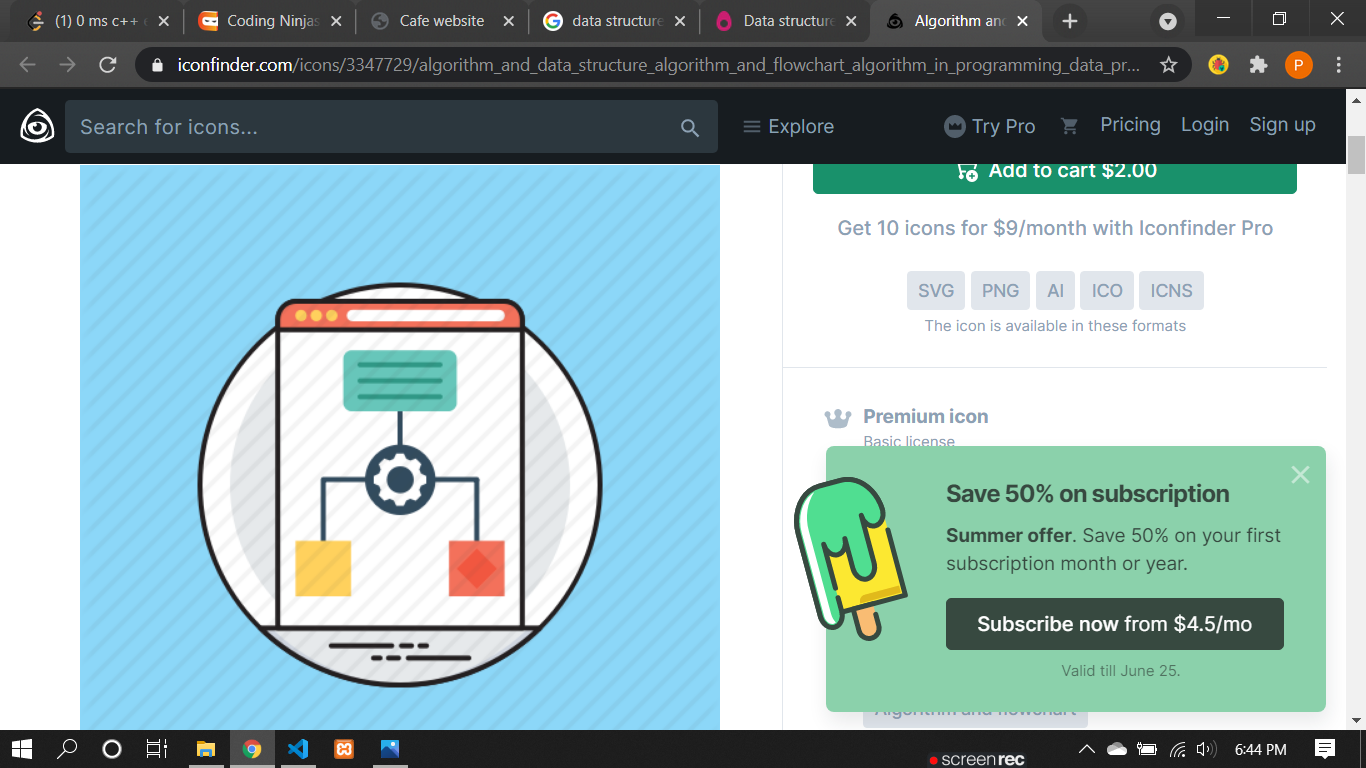 (1) 0 ms c++
Coding Ninjas
Cafe website
data structure
Data structure
Algorithm and
iconfinder.com/icons/3347729/algorithm_and_data_structure_algorithm_and_flowchart_algorithm_in_programming_data_pr...
P
Search for icons...
Explore
Try Pro
Pricing
Login
Sign up
Add to cart $2.00
Get 10 icons for $9/month with Iconfinder Pro
SVG
PNG
AI
ICO
ICNS
The icon is available in these formats
Premium icon
Basic license
Save 50% on subscription
Summer offer. Save 50% on your first
subscription month or year.
Subscribe now from $4.5/mo
Valid till June 25.
Algorithm and flowchart
6:44 PM
screenrec